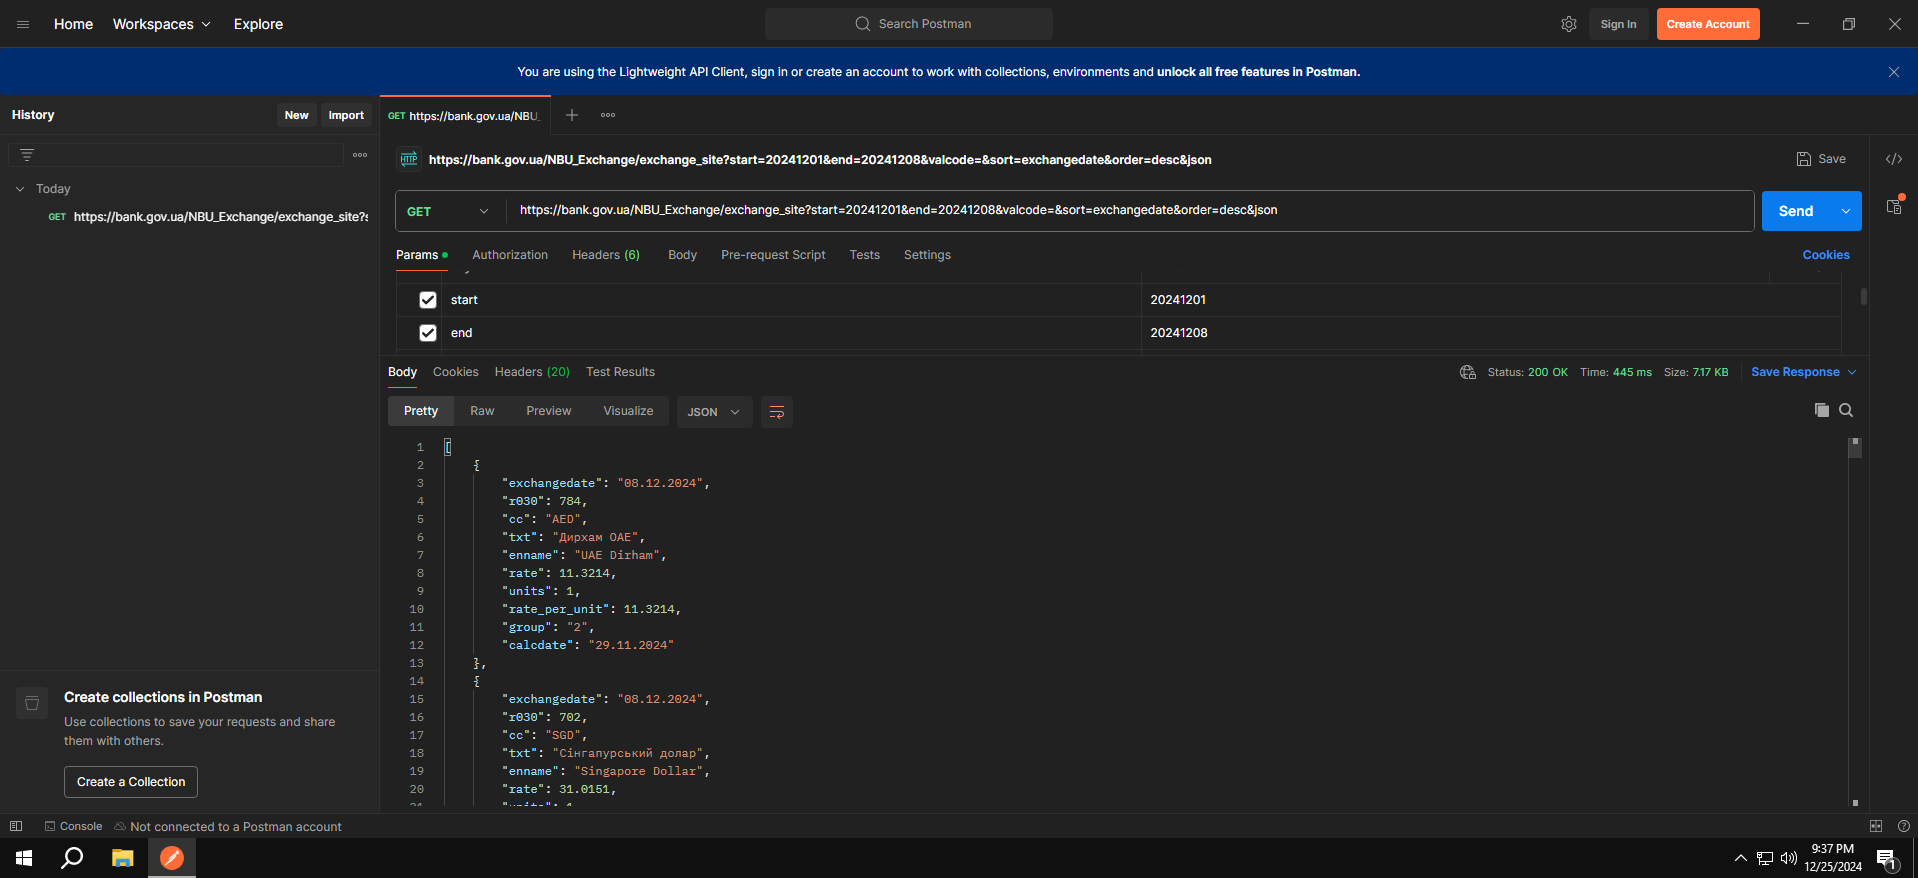 Home
Workspaces
Explore
Search Postman
Sign In
Create Account
You are using the Lightweight API Client, sign in or create an account to work with collections, environments and unlock all free features in Postman.
History
New
Import
GET https://bank.gov.ua/NBU_
Today
GET https://bank.gov.ua/NBU_Exchange/exchange_site?s
HTTP
https://bank.gov.ua/NBU_Exchange/exchange_site?start=20241201&end=20241208&valcode=&sort=exchangedate&order=desc&json
Save
GET
https://bank.gov.ua/NBU_Exchange/exchange_site?start=20241201&end=20241208&valcode=&sort=exchangedate&order=desc&json
Send
Params
Authorization
Headers (6)
Body
Pre-request Script
Tests
Settings
Cookies
start
20241201
end
20241208
Body
Cookies
Headers (20)
Test Results
Status: 200 OK
Time: 445 ms
Size: 7.17 KB
Save Response
Pretty
Raw
Preview
Visualize
JSON
1 [
2 {
3 "exchangedate": "08.12.2024",
4 "r030": 784,
5 "cc": "AED",
6 "txt": "Дирхам ОАЕ",
7 "enname": "UAE Dirham",
8 "rate": 11.3214,
9 "units": 1,
10 "rate_per_unit": 11.3214,
11 "group": "2",
12 "calcdate": "29.11.2024"
13 },
14 {
15 "exchangedate": "08.12.2024",
16 "r030": 702,
17 "cc": "SGD",
18 "txt": "Сінгапурський долар",
19 "enname": "Singapore Dollar",
20 "rate": 31.0151,
Create collections in Postman
Use collections to save your requests and share
them with others.
Create a Collection
Console
Not connected to a Postman account
9:37 PM
12/25/2024
1